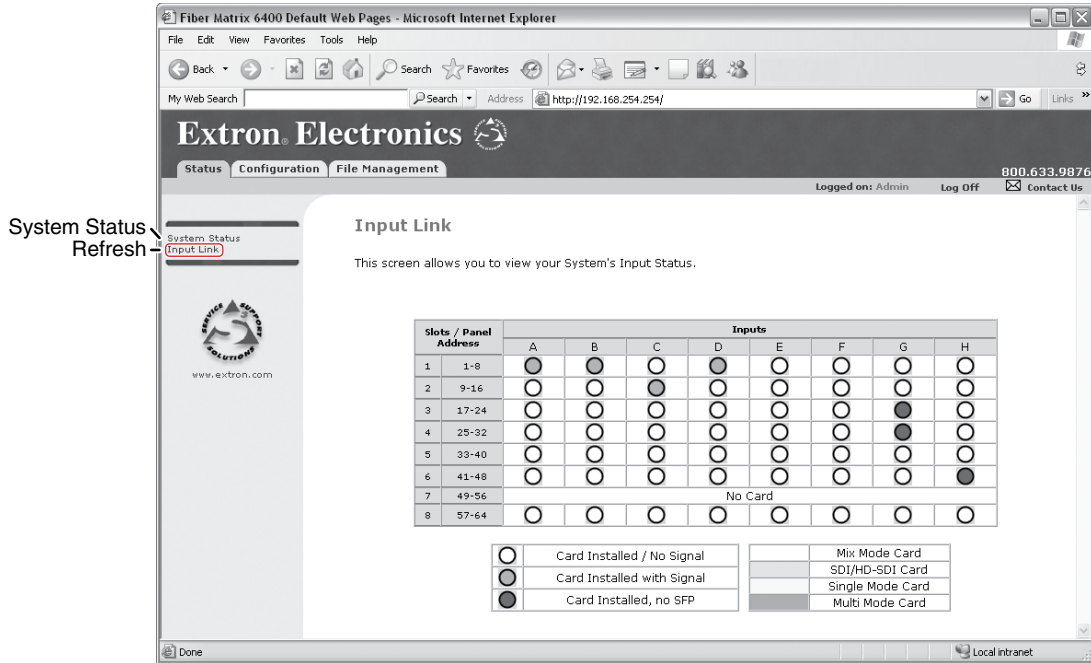 Fiber Matrix 6400 Default Web Pages - Microsoft Internet Explorer
File Edit View Favorites Tools Help
Back Search Favorites
My Web Search Search Address http://192.168.254.254/ Go Links »
Extron® Electronics
Status Configuration File Management 800.633.9876
Logged on: Admin Log Off Contact Us
System Status
Refresh
System Status
Input Link
SERVICE SUPPORT SOLUTIONS S3
www.extron.com
Input Link
This screen allows you to view your System's Input Status.
Slots / Panel Address Inputs
A B C D E F G H
1 1-8
2 9-16
3 17-24
4 25-32
5 33-40
6 41-48
7 49-56 No Card
8 57-64
Card Installed / No Signal
Card Installed with Signal
Card Installed, no SFP
Mix Mode Card
SDI/HD-SDI Card
Single Mode Card
Multi Mode Card
Done Local intranet